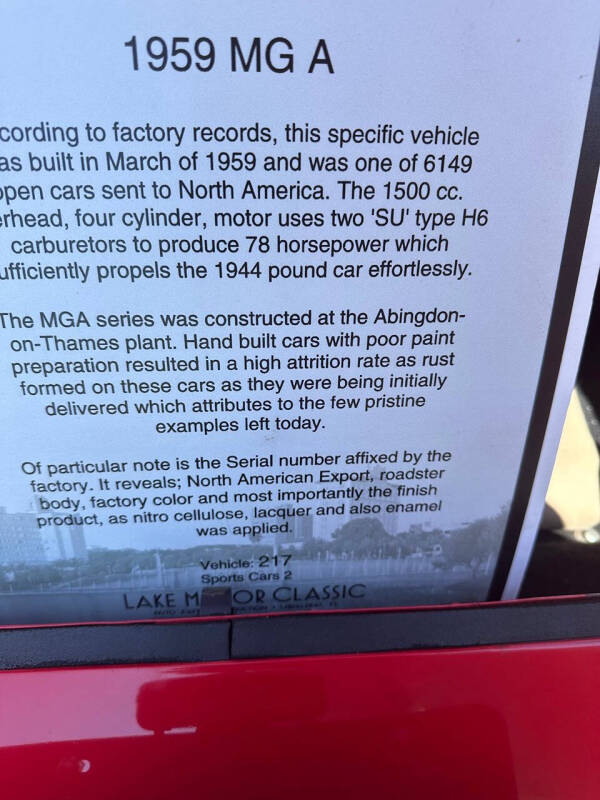 1959 MG A
cording to factory records, this specific vehicle
as built in March of 1959 and was one of 6149
open cars sent to North America. The 1500 cc.
erhead, four cylinder, motor uses two 'SU' type H6
carburetors to produce 78 horsepower which
ufficiently propels the 1944 pound car effortlessly.
The MGA series was constructed at the Abingdon-
on-Thames plant. Hand built cars with poor paint
preparation resulted in a high attrition rate as rust
formed on these cars as they were being initially
delivered which attributes to the few pristine
examples left today.
Of particular note is the Serial number affixed by the
factory. It reveals; North American Export, roadster
body, factory color and most importantly the finish
product, as nitro cellulose, lacquer and also enamel
was applied.
Vehicle: 217
Sports Cars 2
LAKE M OR CLASSIC